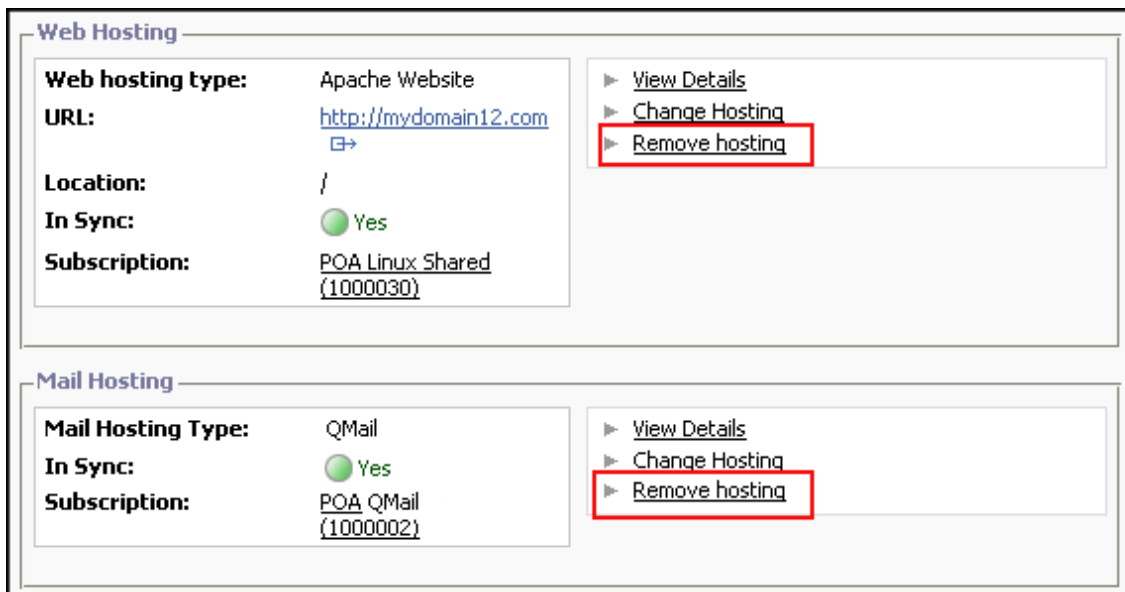 Web Hosting
Web hosting type: Apache Website
URL: http://mydomain12.com
Location: /
In Sync: Yes
Subscription: POA Linux Shared
(1000030)
View Details
Change Hosting
Remove hosting
Mail Hosting
Mail Hosting Type: QMail
In Sync: Yes
Subscription: POA QMail
(1000002)
View Details
Change Hosting
Remove hosting